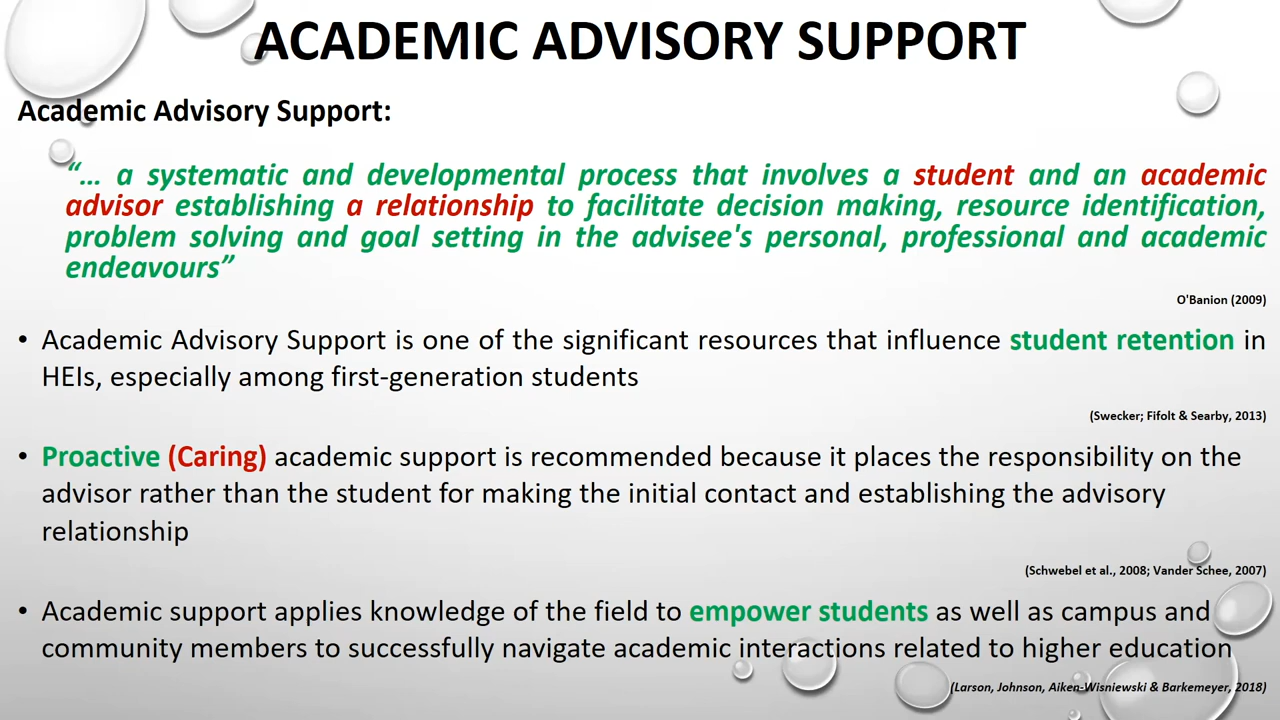 ACADEMIC ADVISORY SUPPORT
Academic Advisory Support:
“... a systematic and developmental process that involves a student and an academic
advisor establishing a relationship to facilitate decision making, resource identification,
problem solving and goal setting in the advisee's personal, professional and academic
endeavours”
O'Banion (2009)
• Academic Advisory Support is one of the significant resources that influence student retention in
HEIs, especially among first-generation students
(Swecker; Fifolt & Searby, 2013)
• Proactive (Caring) academic support is recommended because it places the responsibility on the
advisor rather than the student for making the initial contact and establishing the advisory
relationship
(Schwebel et al., 2008; Vander Schee, 2007)
• Academic support applies knowledge of the field to empower students as well as campus and
community members to successfully navigate academic interactions related to higher education
(Larson, Johnson, Aiken-Wisniewski & Barkemeyer, 2018)